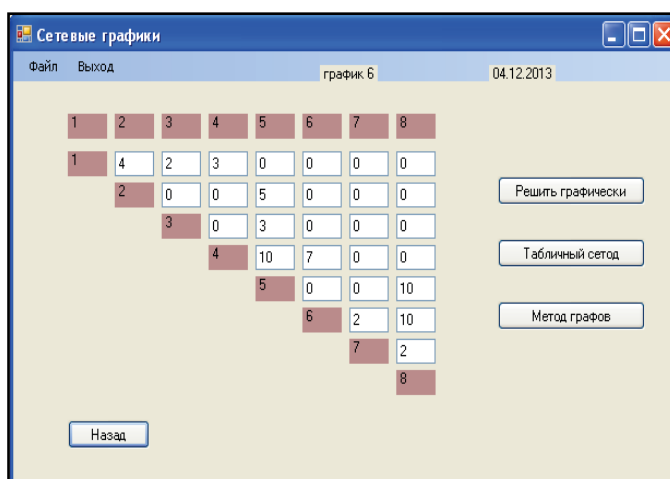 Сетевые графики
Файл Выход график 6 04.12.2013
1 2 3 4 5 6 7 8
1 4 2 3 0 0 0 0
2 0 0 5 0 0 0
Решить графически
3 0 3 0 0 0
4 10 7 0 0
Табличный сетод
5 0 0 10
6 2 10
Метод графов
7 2
8
Назад